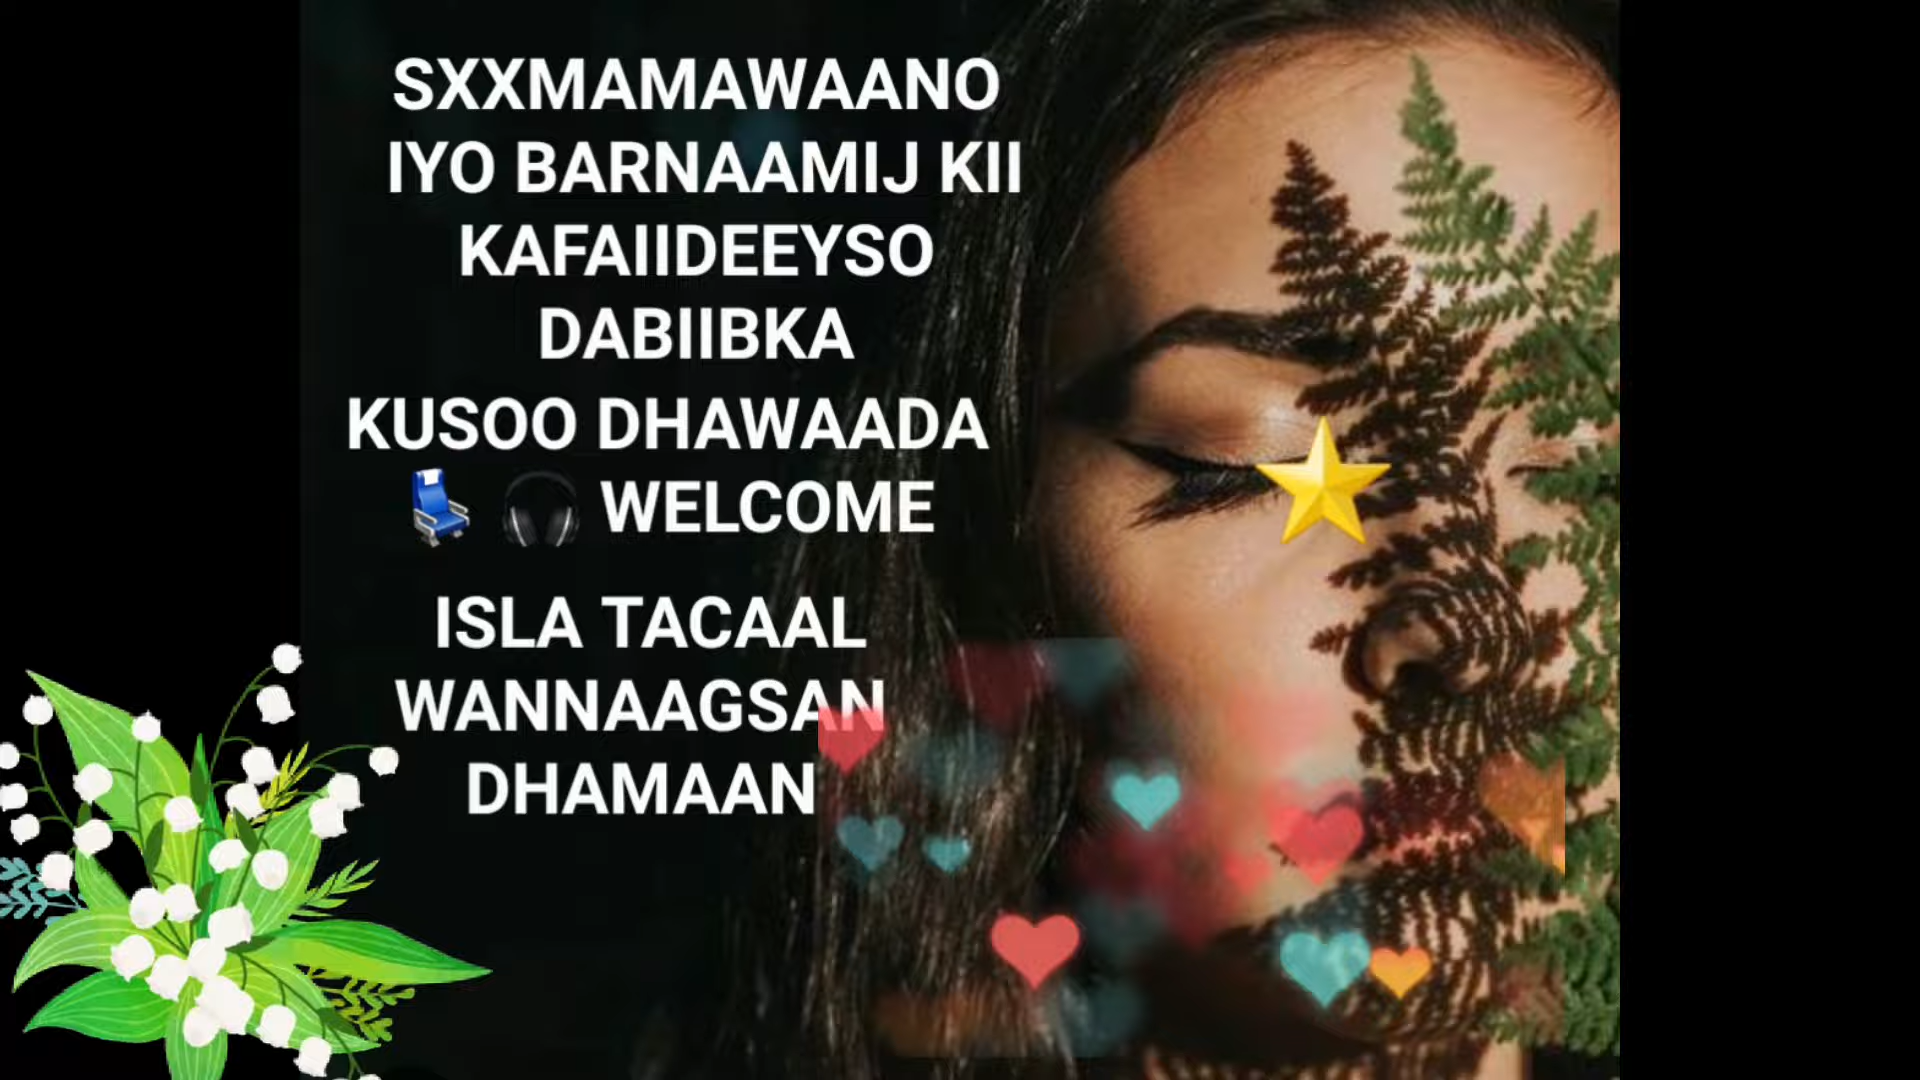 SXXMAMAWAANO
IYO BARNAAMIJ KII
KAFAIIDEEYSO
DABIIBKA
KUSOO DHAWAADA
💺 🎧 WELCOME
ISLA TACAAL
WANNAAGSAN
DHAMAAN